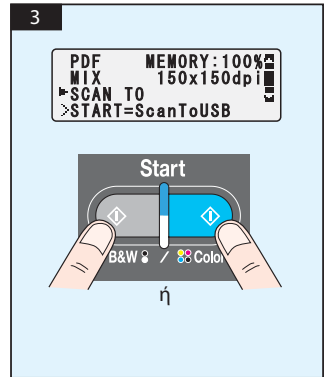 3
PDF MEMORY:100%
MIX 150x150dpi
SCAN TO
>START=ScanToUSB
Start
B&W / Color
ή